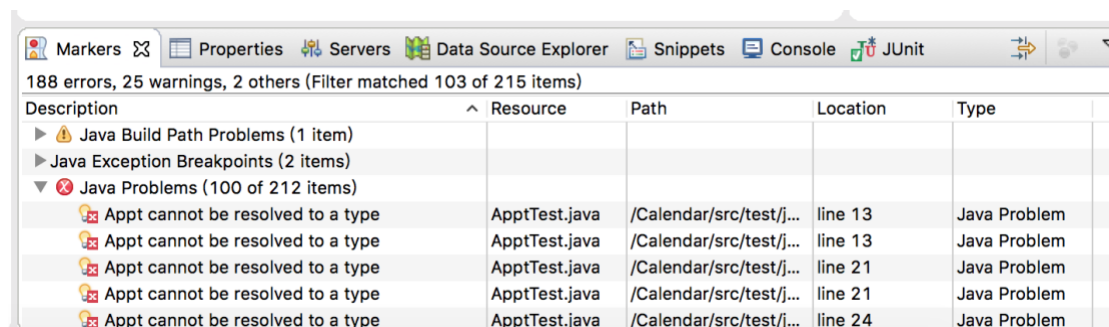 Markers Properties Servers Data Source Explorer Snippets Console JUnit
188 errors, 25 warnings, 2 others (Filter matched 103 of 215 items)
Description Resource Path Location Type
Java Build Path Problems (1 item)
Java Exception Breakpoints (2 items)
Java Problems (100 of 212 items)
Appt cannot be resolved to a type ApptTest.java /Calendar/src/test/j... line 13 Java Problem
Appt cannot be resolved to a type ApptTest.java /Calendar/src/test/j... line 13 Java Problem
Appt cannot be resolved to a type ApptTest.java /Calendar/src/test/j... line 21 Java Problem
Appt cannot be resolved to a type ApptTest.java /Calendar/src/test/j... line 21 Java Problem
Appt cannot be resolved to a type ApptTest.java /Calendar/src/test/j... line 24 Java Problem